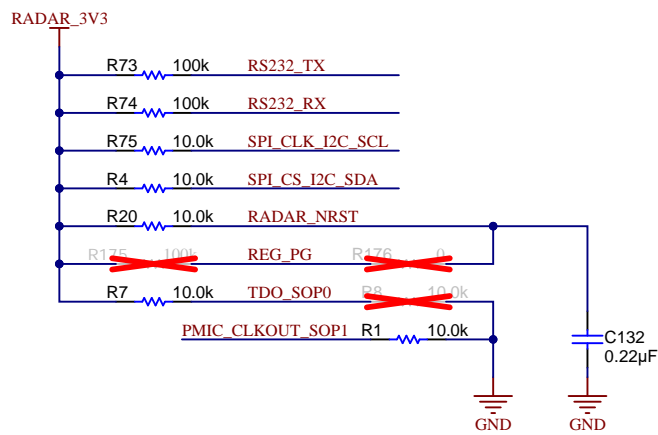 RADAR_3V3
R73 100k RS232_TX
R74 100k RS232_RX
R75 10.0k SPI_CLK_I2C_SCL
R4 10.0k SPI_CS_I2C_SDA
R20 10.0k RADAR_NRST
R175 100k REG_PG R176 0
R7 10.0k TDO_SOP0 R8 10.0k
PMIC_CLKOUT_SOP1 R1 10.0k
C132
0.22µF
GND GND